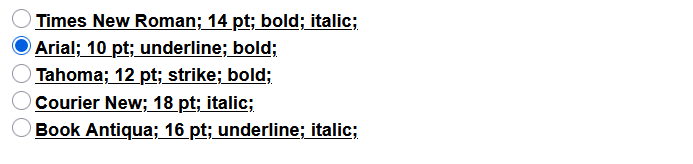 Times New Roman; 14 pt; bold; italic;
Arial; 10 pt; underline; bold;
Tahoma; 12 pt; strike; bold;
Courier New; 18 pt; italic;
Book Antiqua; 16 pt; underline; italic;